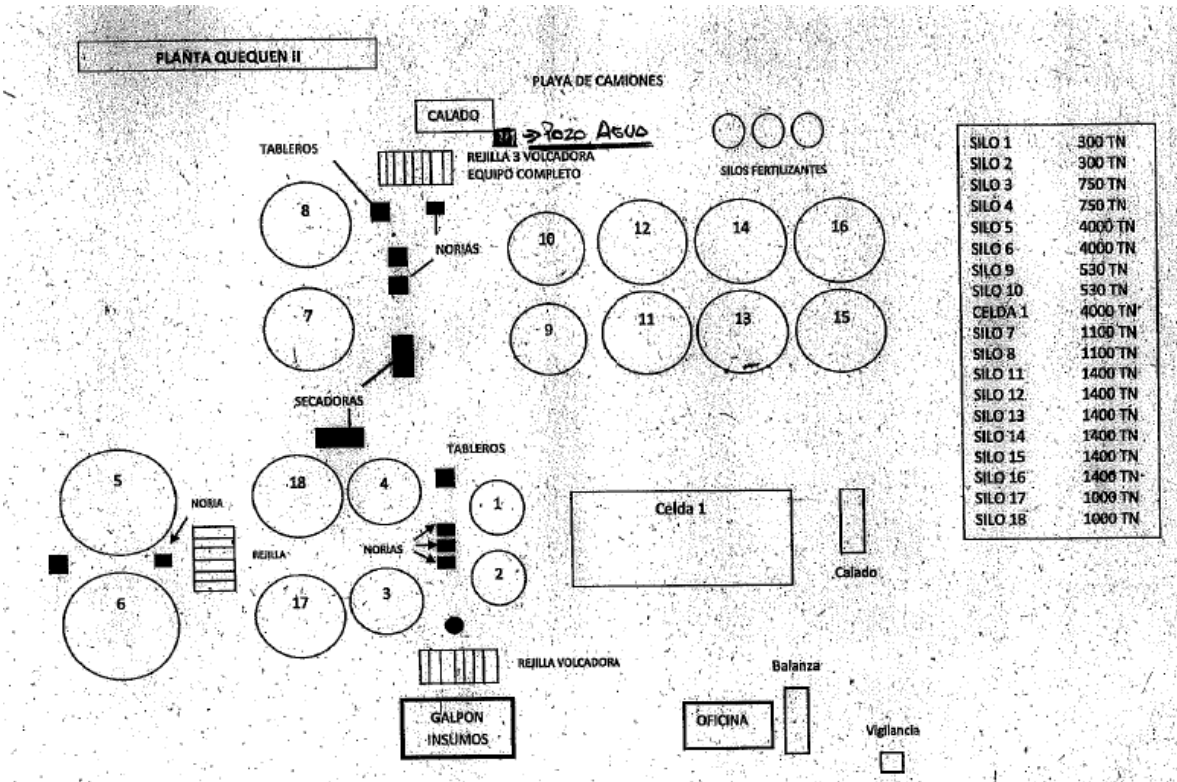 PLANTA QUEQUEN II
PLAYA DE CAMIONES
CALADO
⇒ Pozo AGUA
TABLEROS
REJILLA 3 VOLCADORA
EQUIPO COMPLETO
SILOS FERTILIZANTES
8
NORIAS
10
12
14
16
7
9
11
13
15
SECADORAS
TABLEROS
5
NORIA
18
4
1
Celda 1
REJILLA
NORIAS
2
Calado
6
17
3
REJILLA VOLCADORA
Balanza
GALPON
INSUMOS
OFICINA
Vigilancia
SILO 1 300 TN
SILO 2 300 TN
SILO 3 750 TN
SILO 4 750 TN
SILO 5 4000 TN
SILO 6 4000 TN
SILO 9 530 TN
SILO 10 530 TN
CELDA 1 4000 TN
SILO 7 1100 TN
SILO 8 1100 TN
SILO 11 1400 TN
SILO 12 1400 TN
SILO 13 1400 TN
SILO 14 1400 TN
SILO 15 1400 TN
SILO 16 1400 TN
SILO 17 1000 TN
SILO 18 1000 TN